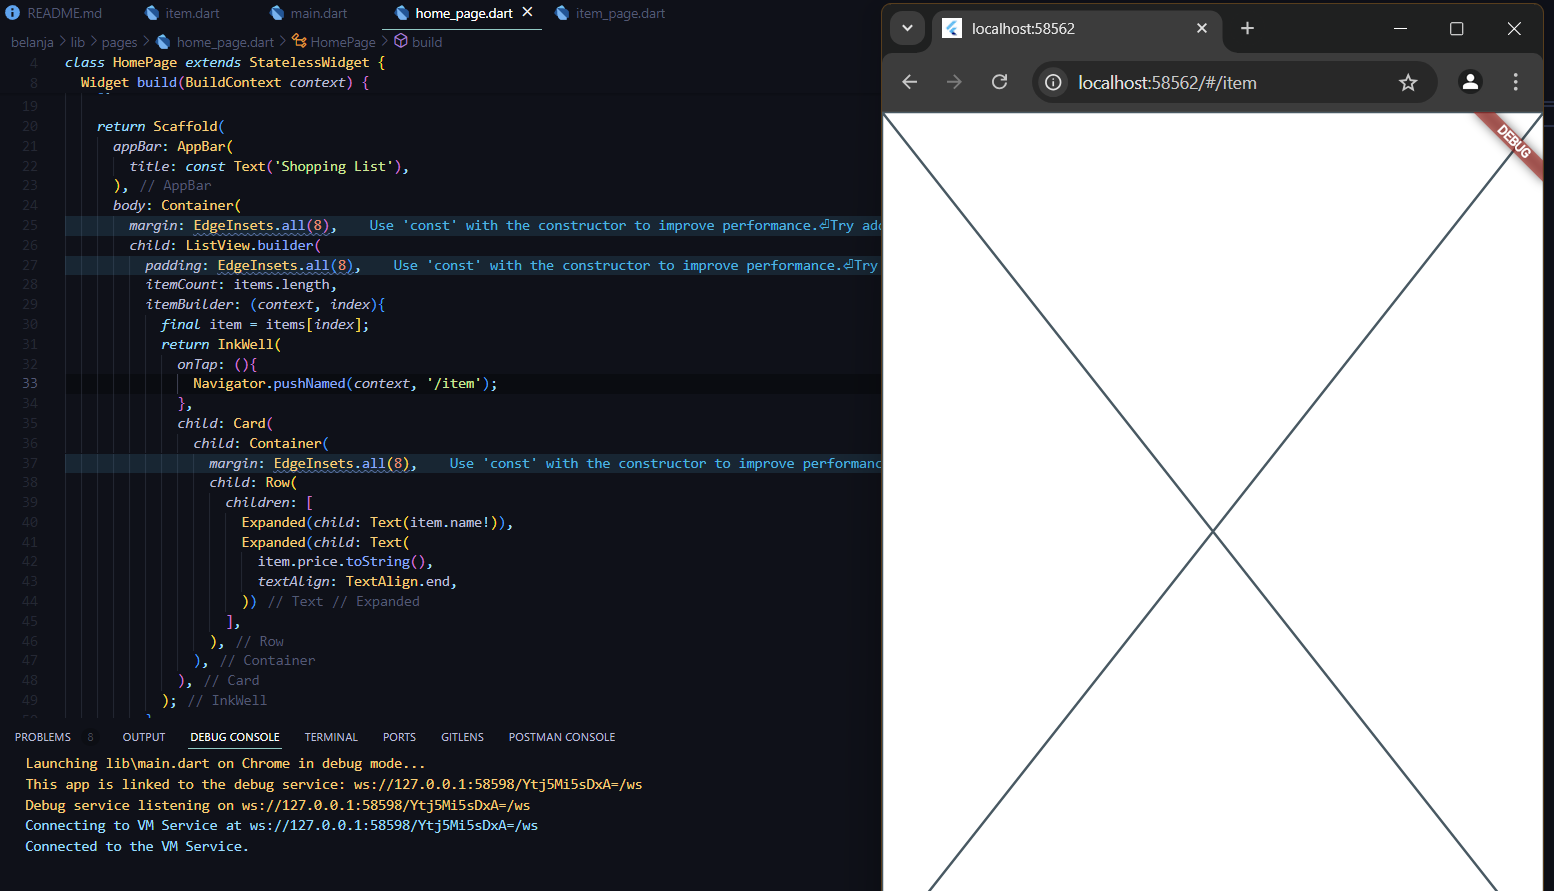 README.md item.dart main.dart home_page.dart item_page.dart
belanja > lib > pages > home_page.dart > HomePage > build
4 class HomePage extends StatelessWidget {
8 Widget build(BuildContext context) {
19
20 return Scaffold(
21 appBar: AppBar(
22 title: const Text('Shopping List'),
23 ), // AppBar
24 body: Container(
25 margin: EdgeInsets.all(8), Use 'const' with the constructor to improve performance.⏎Try add
26 child: ListView.builder(
27 padding: EdgeInsets.all(8), Use 'const' with the constructor to improve performance.⏎Try
28 itemCount: items.length,
29 itemBuilder: (context, index){
30 final item = items[index];
31 return InkWell(
32 onTap: (){
33 Navigator.pushNamed(context, '/item');
34 },
35 child: Card(
36 child: Container(
37 margin: EdgeInsets.all(8), Use 'const' with the constructor to improve performanc
38 child: Row(
39 children: [
40 Expanded(child: Text(item.name!)),
41 Expanded(child: Text(
42 item.price.toString(),
43 textAlign: TextAlign.end,
44 )) // Text // Expanded
45 ],
46 ), // Row
47 ), // Container
48 ), // Card
49 ); // InkWell
PROBLEMS 8 OUTPUT DEBUG CONSOLE TERMINAL PORTS GITLENS POSTMAN CONSOLE
Launching lib\main.dart on Chrome in debug mode...
This app is linked to the debug service: ws://127.0.0.1:58598/Ytj5Mi5sDxA=/ws
Debug service listening on ws://127.0.0.1:58598/Ytj5Mi5sDxA=/ws
Connecting to VM Service at ws://127.0.0.1:58598/Ytj5Mi5sDxA=/ws
Connected to the VM Service.
localhost:58562
localhost:58562/#/item
DEBUG